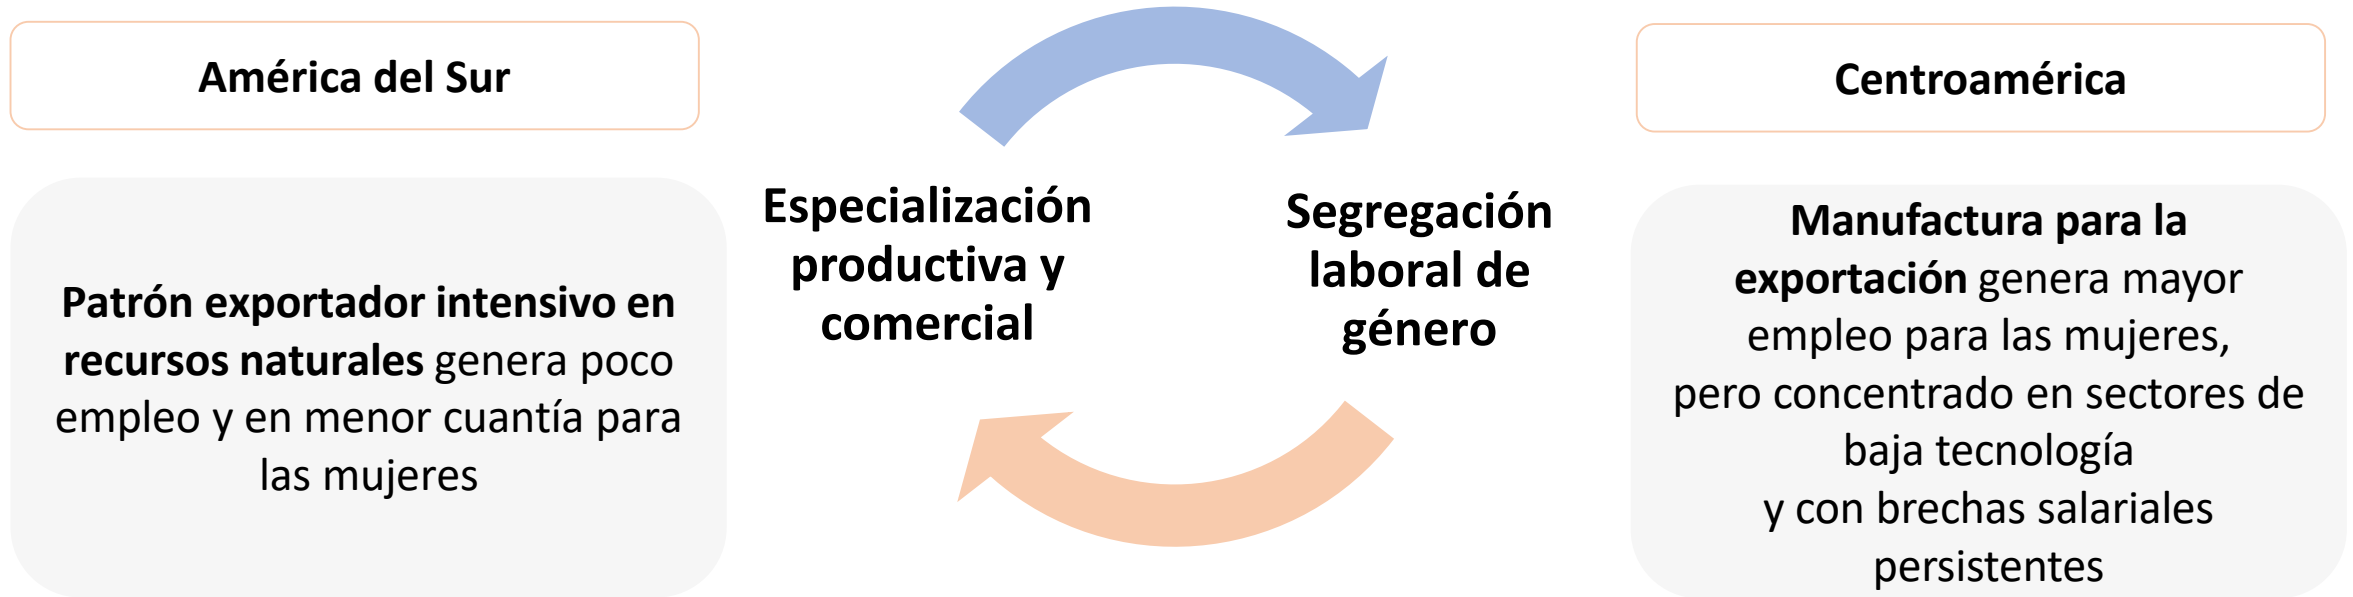 América del Sur
Patrón exportador intensivo en
recursos naturales genera poco
empleo y en menor cuantía para
las mujeres
Especialización
productiva y
comercial
Segregación
laboral de
género
Centroamérica
Manufactura para la
exportación genera mayor
empleo para las mujeres,
pero concentrado en sectores de
baja tecnología
y con brechas salariales
persistentes